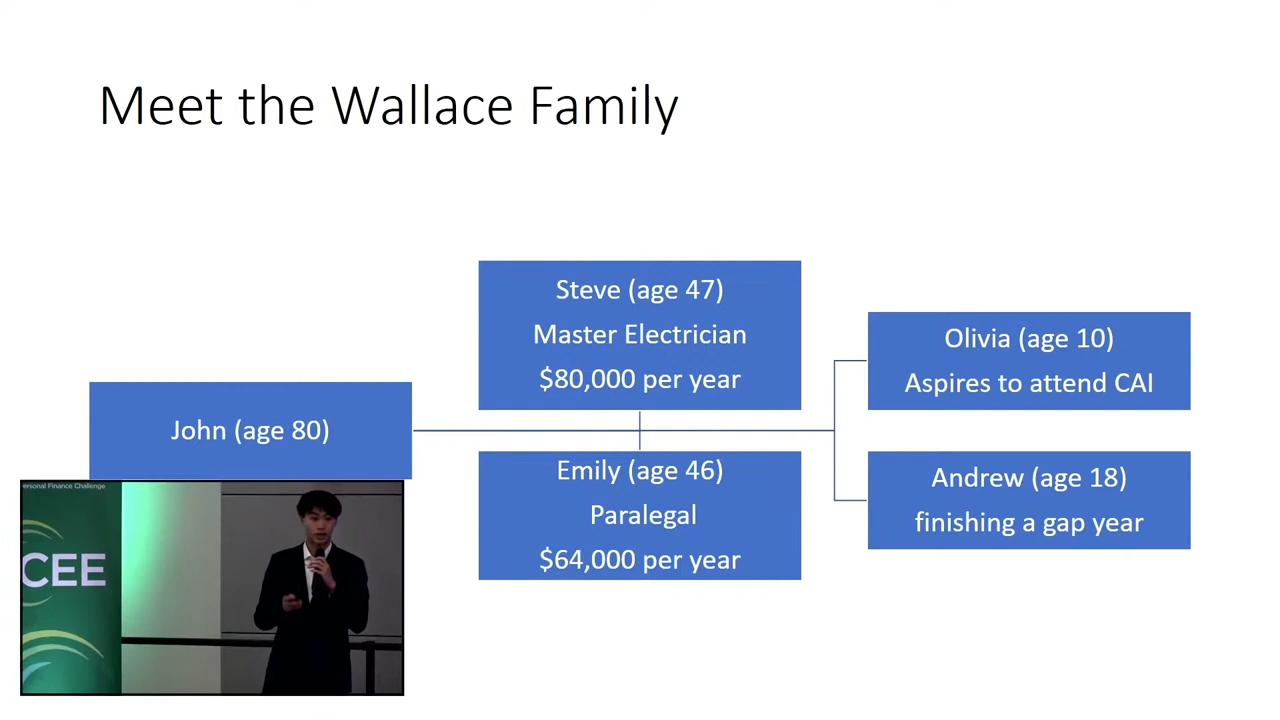 Meet the Wallace Family
Steve (age 47)
Master Electrician
$80,000 per year
Olivia (age 10)
Aspires to attend CAI
John (age 80)
Emily (age 46)
Paralegal
$64,000 per year
Andrew (age 18)
finishing a gap year
Personal Finance Challenge
CEE